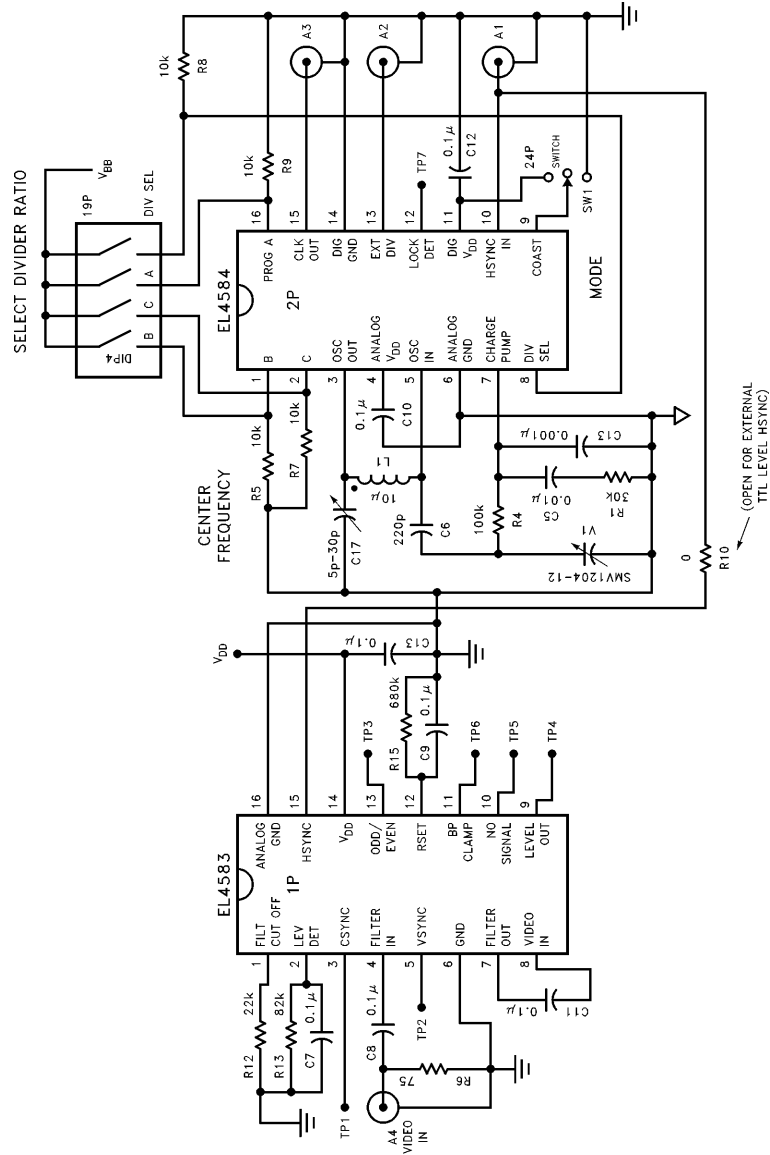 SELECT DIVIDER RATIO
19P
VBB
DIV SEL
DIP4
B
C
A
10k
R8
10k
R9
A3
A2
A1
0.1µ
C12
TP7
24P
SWITCH
SW1
MODE
EL4584
2P
16
PROG A
15
CLK
OUT
14
DIG
GND
13
EXT
DIV
12
LOCK
DET
11
DIG
VDD
10
HSYNC
IN
9
COAST
1
B
2
C
3
OSC
OUT
4
ANALOG
VDD
5
OSC
IN
6
ANALOG
GND
7
CHARGE
PUMP
8
DIV
SEL
CENTER
FREQUENCY
10k
R5
10k
R7
0.1µ
C10
L1
10µ
5p-30p
C17
220p
C6
100k
R4
0.001µ
C13
0.01µ
C5
30k
R1
V1
SMV1204-12
0
R10
(OPEN FOR EXTERNAL
TTL LEVEL HSYNC)
VDD
0.1µ
C13
680k
R15
0.1µ
C9
TP3
TP6
TP5
TP4
EL4583
1P
16
ANALOG
GND
15
HSYNC
14
VDD
13
ODD/
EVEN
12
RSET
11
BP
CLAMP
10
NO
SIGNAL
9
LEVEL
OUT
1
FILT
CUT OFF
2
LEV
DET
3
CSYNC
4
FILTER
IN
5
VSYNC
6
GND
7
FILTER
OUT
8
VIDEO
IN
22k
R12
82k
R13
0.1µ
C7
TP1
0.1µ
C8
TP2
75
R6
A4
VIDEO
IN
0.1µ
C11